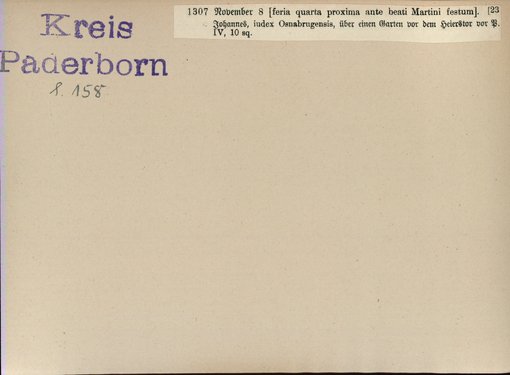 Kreis
Paderborn
S. 158
1307 November 8 [feria quarta proxima ante beati Martini festum]. [23
Johannes, iudex Osnabrugensis, über einen Garten vor dem Heierstor vor P.
IV, 10 sq.